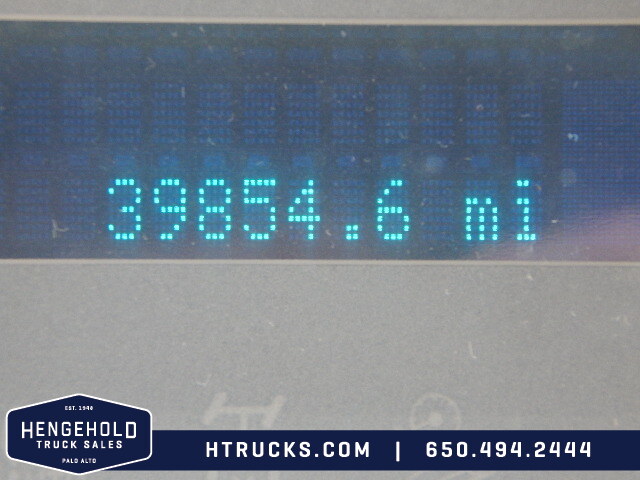 39854.6 mi
EST. 1948
HENGEHOLD
TRUCK SALES
PALO ALTO
HTRUCKS.COM | 650.494.2444